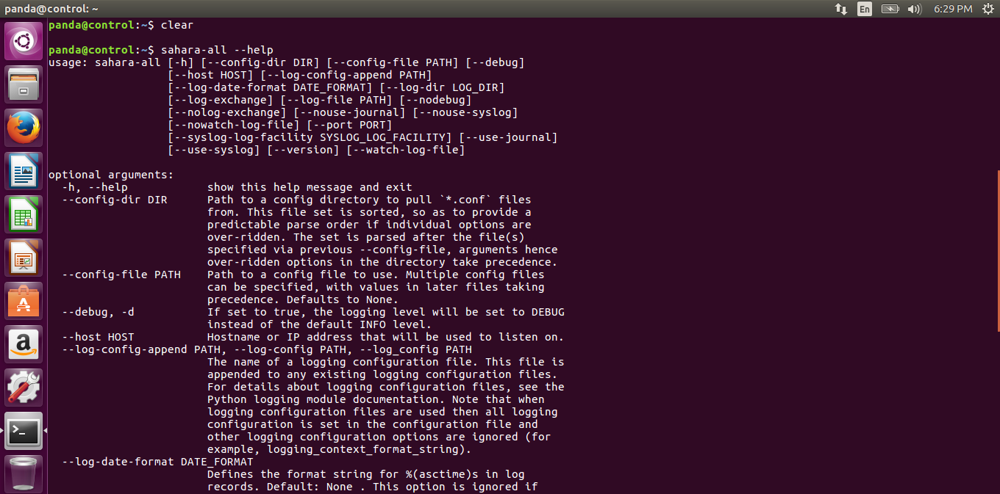 panda@control: ~
En
6:29 PM
panda@control:~$ clear
panda@control:~$ sahara-all --help
usage: sahara-all [-h] [--config-dir DIR] [--config-file PATH] [--debug]
[--host HOST] [--log-config-append PATH]
[--log-date-format DATE_FORMAT] [--log-dir LOG_DIR]
[--log-exchange] [--log-file PATH] [--nodebug]
[--nolog-exchange] [--nouse-journal] [--nouse-syslog]
[--nowatch-log-file] [--port PORT]
[--syslog-log-facility SYSLOG_LOG_FACILITY] [--use-journal]
[--use-syslog] [--version] [--watch-log-file]
optional arguments:
-h, --help show this help message and exit
--config-dir DIR Path to a config directory to pull `*.conf` files
from. This file set is sorted, so as to provide a
predictable parse order if individual options are
over-ridden. The set is parsed after the file(s)
specified via previous --config-file, arguments hence
over-ridden options in the directory take precedence.
--config-file PATH Path to a config file to use. Multiple config files
can be specified, with values in later files taking
precedence. Defaults to None.
--debug, -d If set to true, the logging level will be set to DEBUG
instead of the default INFO level.
--host HOST Hostname or IP address that will be used to listen on.
--log-config-append PATH, --log-config PATH, --log_config PATH
The name of a logging configuration file. This file is
appended to any existing logging configuration files.
For details about logging configuration files, see the
Python logging module documentation. Note that when
logging configuration files are used then all logging
configuration is set in the configuration file and
other logging configuration options are ignored (for
example, logging_context_format_string).
--log-date-format DATE_FORMAT
Defines the format string for %(asctime)s in log
records. Default: None . This option is ignored if